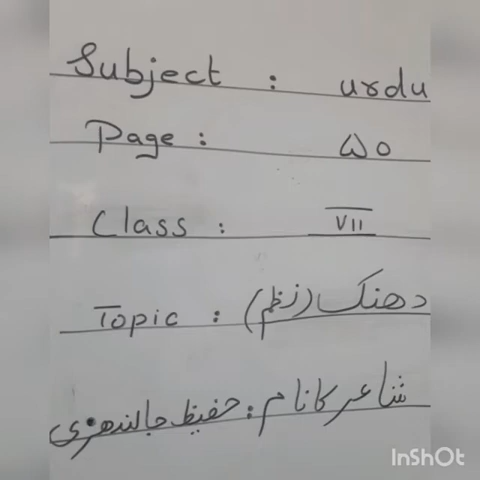 Subject : urdu
Page : ۵۰
Class : VII
Topic : دھنک (نظم)
شاعر کا نام : حفیظ جالندھری
InShOt